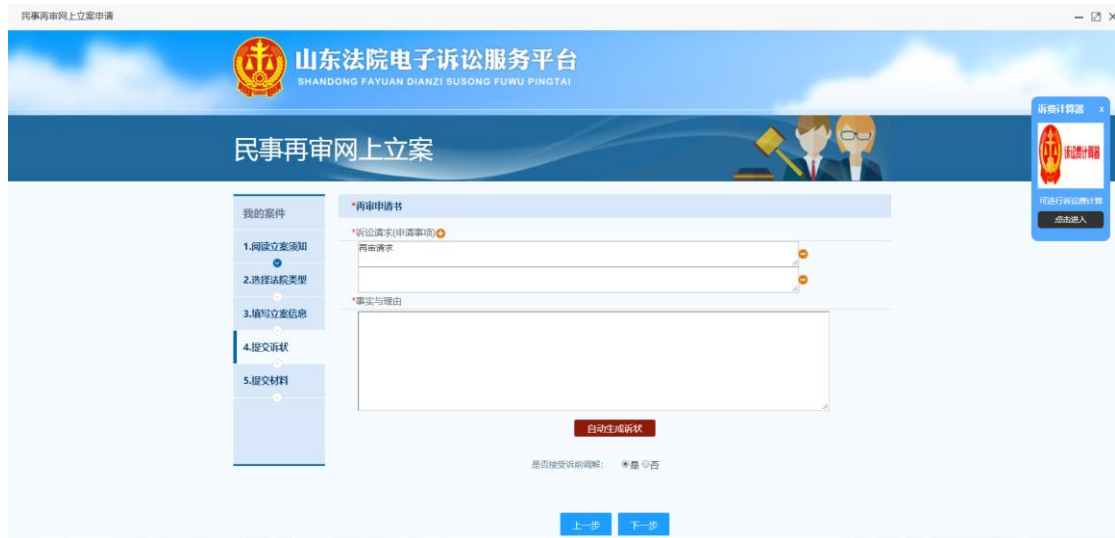 民事再审网上立案申请
山东法院电子诉讼服务平台
SHANDONG FAYUAN DIANZI SUSONG FUWU PINGTAI
诉费计算器 x
诉讼费计算器
可进行诉讼费计算
点击进入
民事再审网上立案
我的案件
1.阅读立案须知
2.选择法院类型
3.填写立案信息
4.提交诉状
5.提交材料
*再审申请书
*诉讼请求(申请事项)
再审请求
*事实与理由
自动生成诉状
是否接受诉前调解: 是 否
上一步 下一步